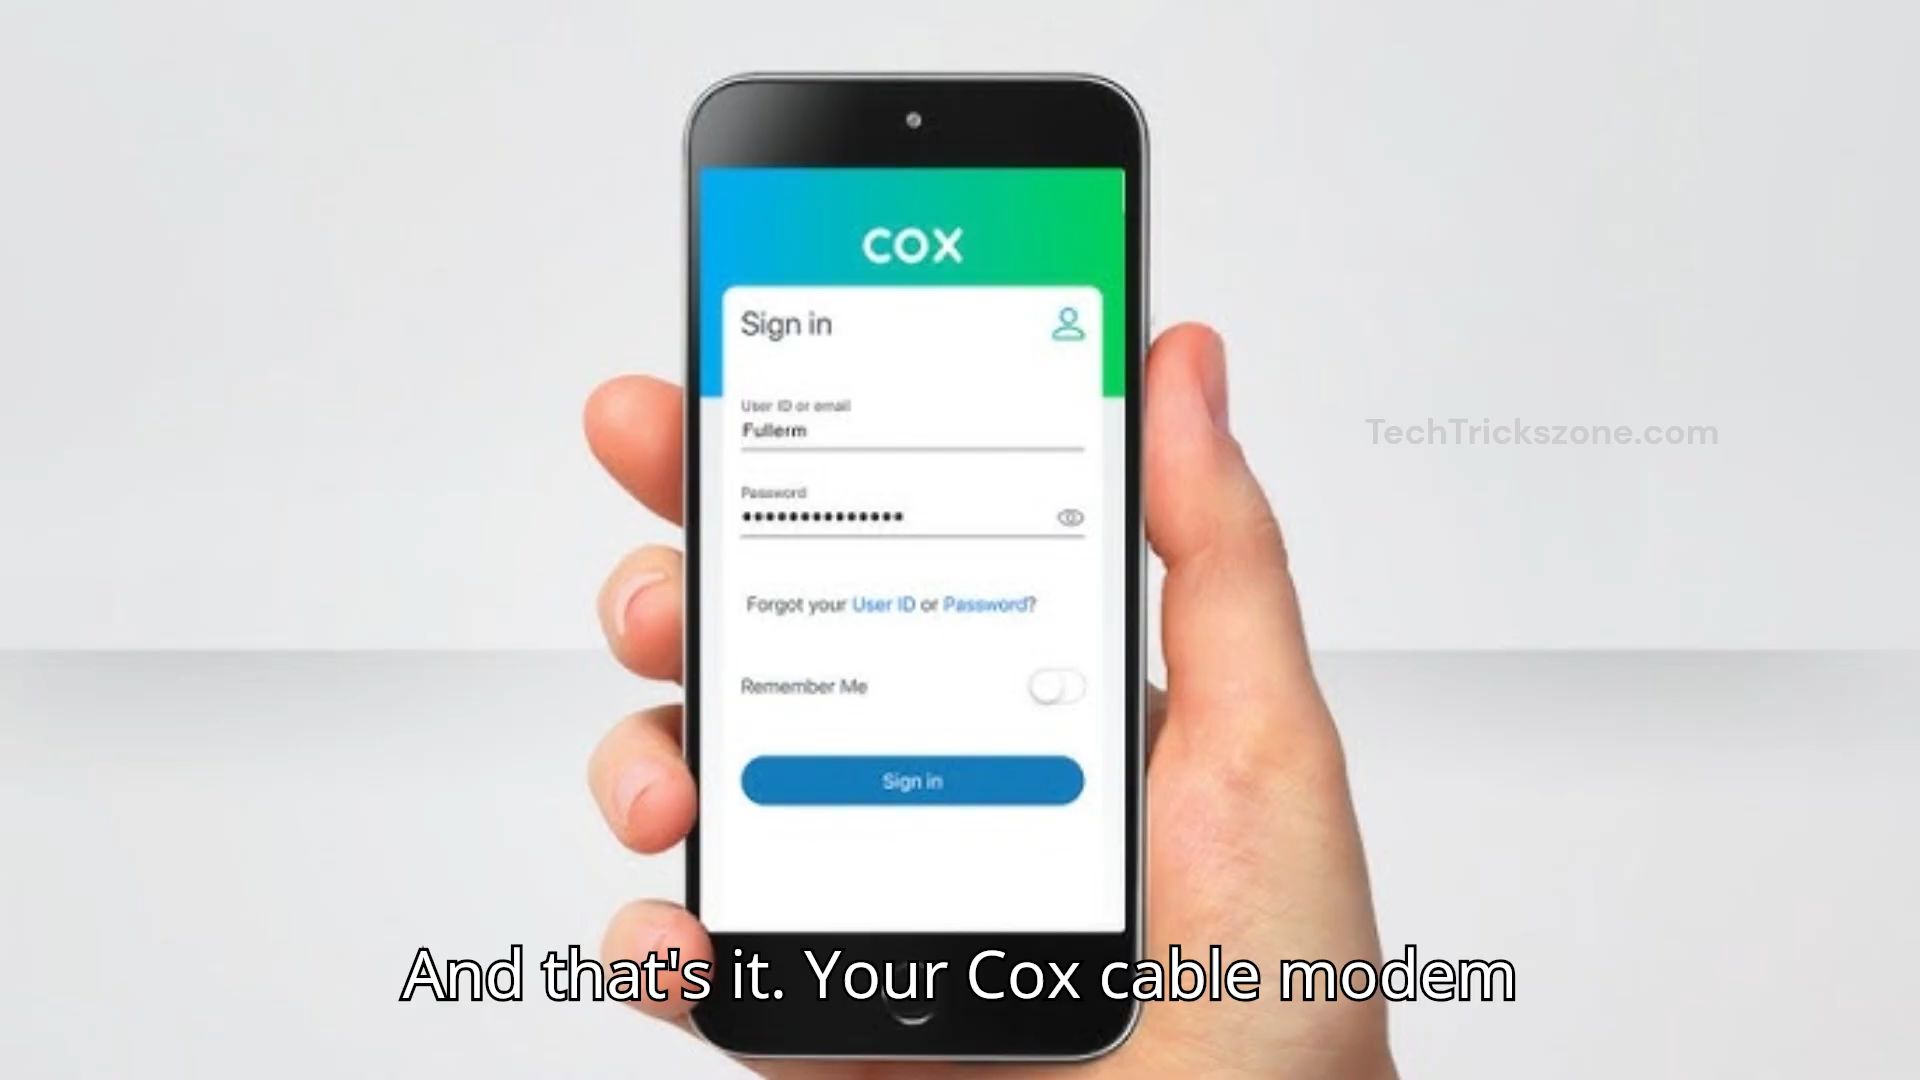 COX
Sign in
User ID or email
Fullerm
Password
••••••••••••••
Forgot your User ID or Password?
Remember Me
Sign in
TechTrickszone.com
And that's it. Your Cox cable modem